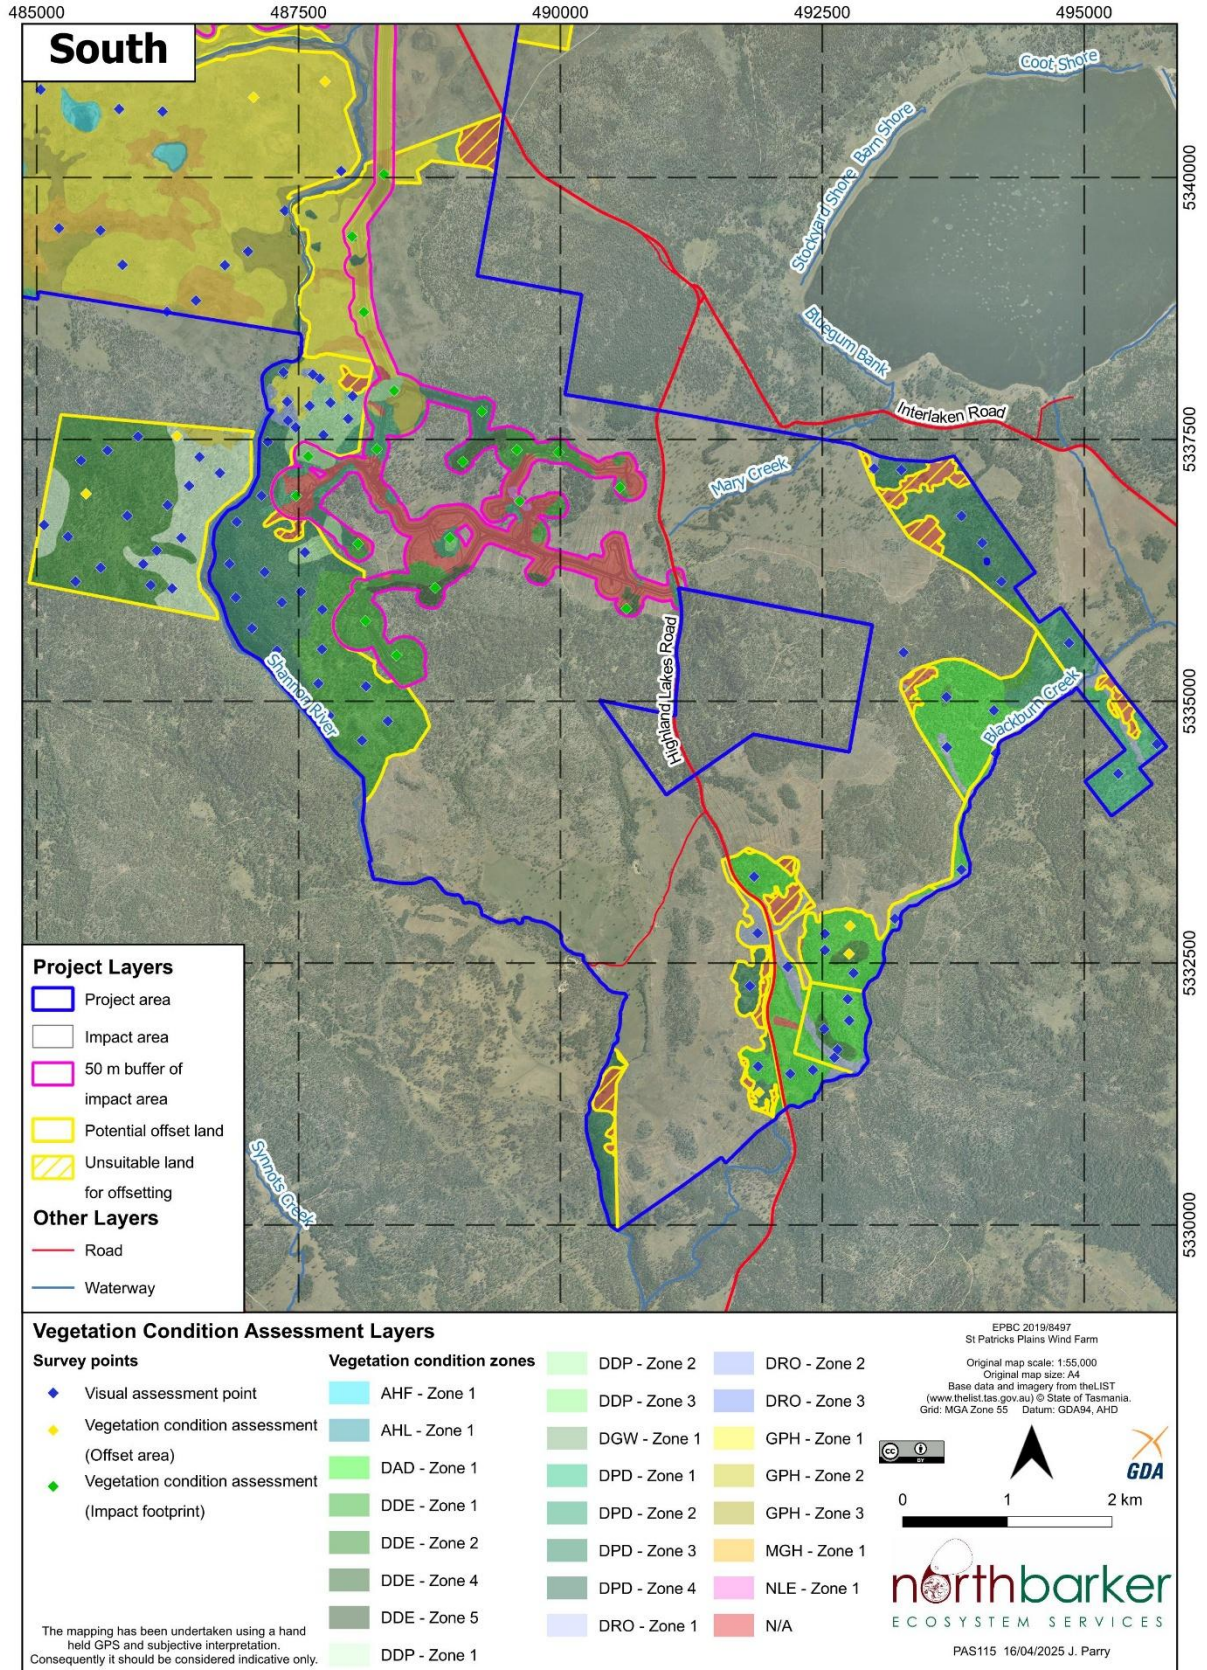 485000
487500
490000
492500
495000
South
Coot Shore
Stockyard Shore
Barn Shore
5340000
Bluegum Bank
Interlaken Road
5337500
Mary Creek
Highland Lakes Road
Shannon River
Blackburn Creek
5335000
5332500
Synnots Creek
5330000
Project Layers
Project area
Impact area
50 m buffer of
impact area
Potential offset land
Unsuitable land
for offsetting
Other Layers
Road
Waterway
Vegetation Condition Assessment Layers
Survey points
Visual assessment point
Vegetation condition assessment
(Offset area)
Vegetation condition assessment
(Impact footprint)
The mapping has been undertaken using a hand
held GPS and subjective interpretation.
Consequently it should be considered indicative only.
Vegetation condition zones
AHF - Zone 1
AHL - Zone 1
DAD - Zone 1
DDE - Zone 1
DDE - Zone 2
DDE - Zone 4
DDE - Zone 5
DDP - Zone 1
DDP - Zone 2
DDP - Zone 3
DGW - Zone 1
DPD - Zone 1
DPD - Zone 2
DPD - Zone 3
DPD - Zone 4
DRO - Zone 1
DRO - Zone 2
DRO - Zone 3
GPH - Zone 1
GPH - Zone 2
GPH - Zone 3
MGH - Zone 1
NLE - Zone 1
N/A
EPBC 2019/8497
St Patricks Plains Wind Farm
Original map scale: 1:55,000
Original map size: A4
Base data and imagery from theLIST
(www.thelist.tas.gov.au) © State of Tasmania.
Grid: MGA Zone 55 Datum: GDA94, AHD
cc
BY
GDA
0 1 2 km
northbarker
ECOSYSTEM SERVICES
PAS115 16/04/2025 J. Parry